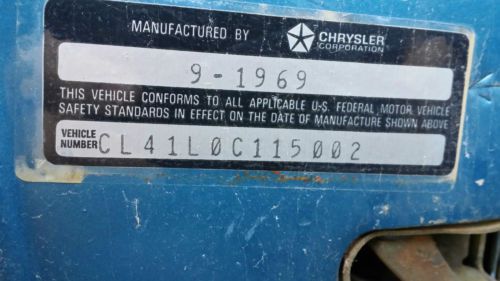 MANUFACTURED BY CHRYSLER CORPORATION
9-1969
THIS VEHICLE CONFORMS TO ALL APPLICABLE U.S. FEDERAL MOTOR VEHICLE
SAFETY STANDARDS IN EFFECT ON THE DATE OF MANUFACTURE SHOWN ABOVE
VEHICLE NUMBER CL41L0C115002